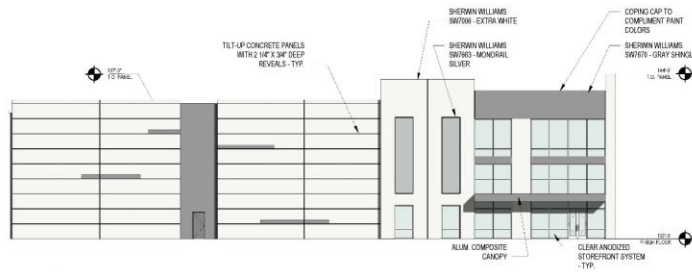 SHERWIN WILLIAMS
SW7006 - EXTRA WHITE
COPING CAP TO
COMPLIMENT PAINT
COLORS
TILT-UP CONCRETE PANELS
WITH 2 1/4" X 3/4" DEEP
REVEALS - TYP.
SHERWIN WILLIAMS
SW7663 - MONORAIL
SILVER
SHERWIN WILLIAMS
SW7670 - GRAY SHINGL
T.O. PANEL
T.O. PANEL
ALUM. COMPOSITE
CANOPY
CLEAR ANODIZED
STOREFRONT SYSTEM
- TYP.
FINISH FLOOR